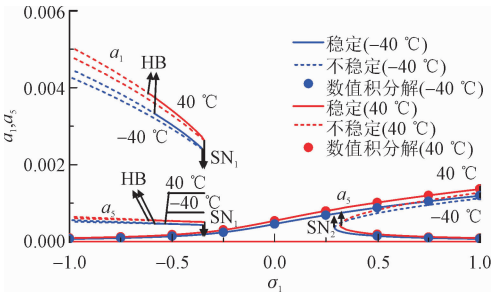 0.006
0.004
0.002
0.000
a₁,a₅
-1.0
-0.5
0.0
0.5
1.0
σ₁
a₁
HB
40 ℃
-40 ℃
SN₁
HB
a₅
40 ℃
-40 ℃
SN₁
a₅
SN₂
40 ℃
-40 ℃
稳定(-40 ℃)
不稳定(-40 ℃)
数值积分解(-40 ℃)
稳定(40 ℃)
不稳定(40 ℃)
数值积分解(40 ℃)